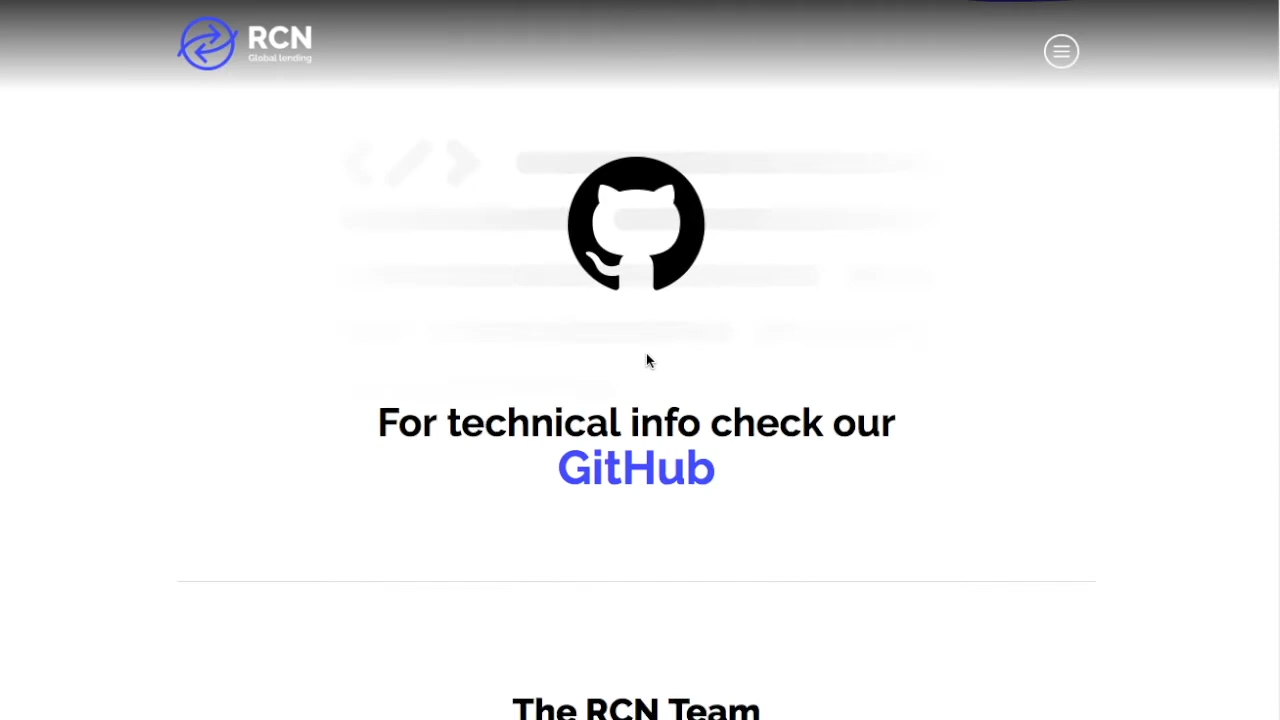 RCN
Global lending
For technical info check our
GitHub
The RCN Team